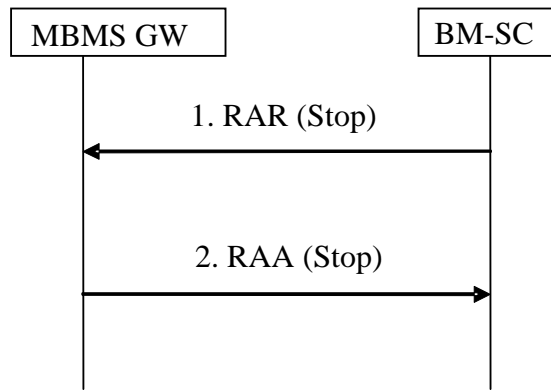 MBMS GW
BM-SC
1. RAR (Stop)
2. RAA (Stop)